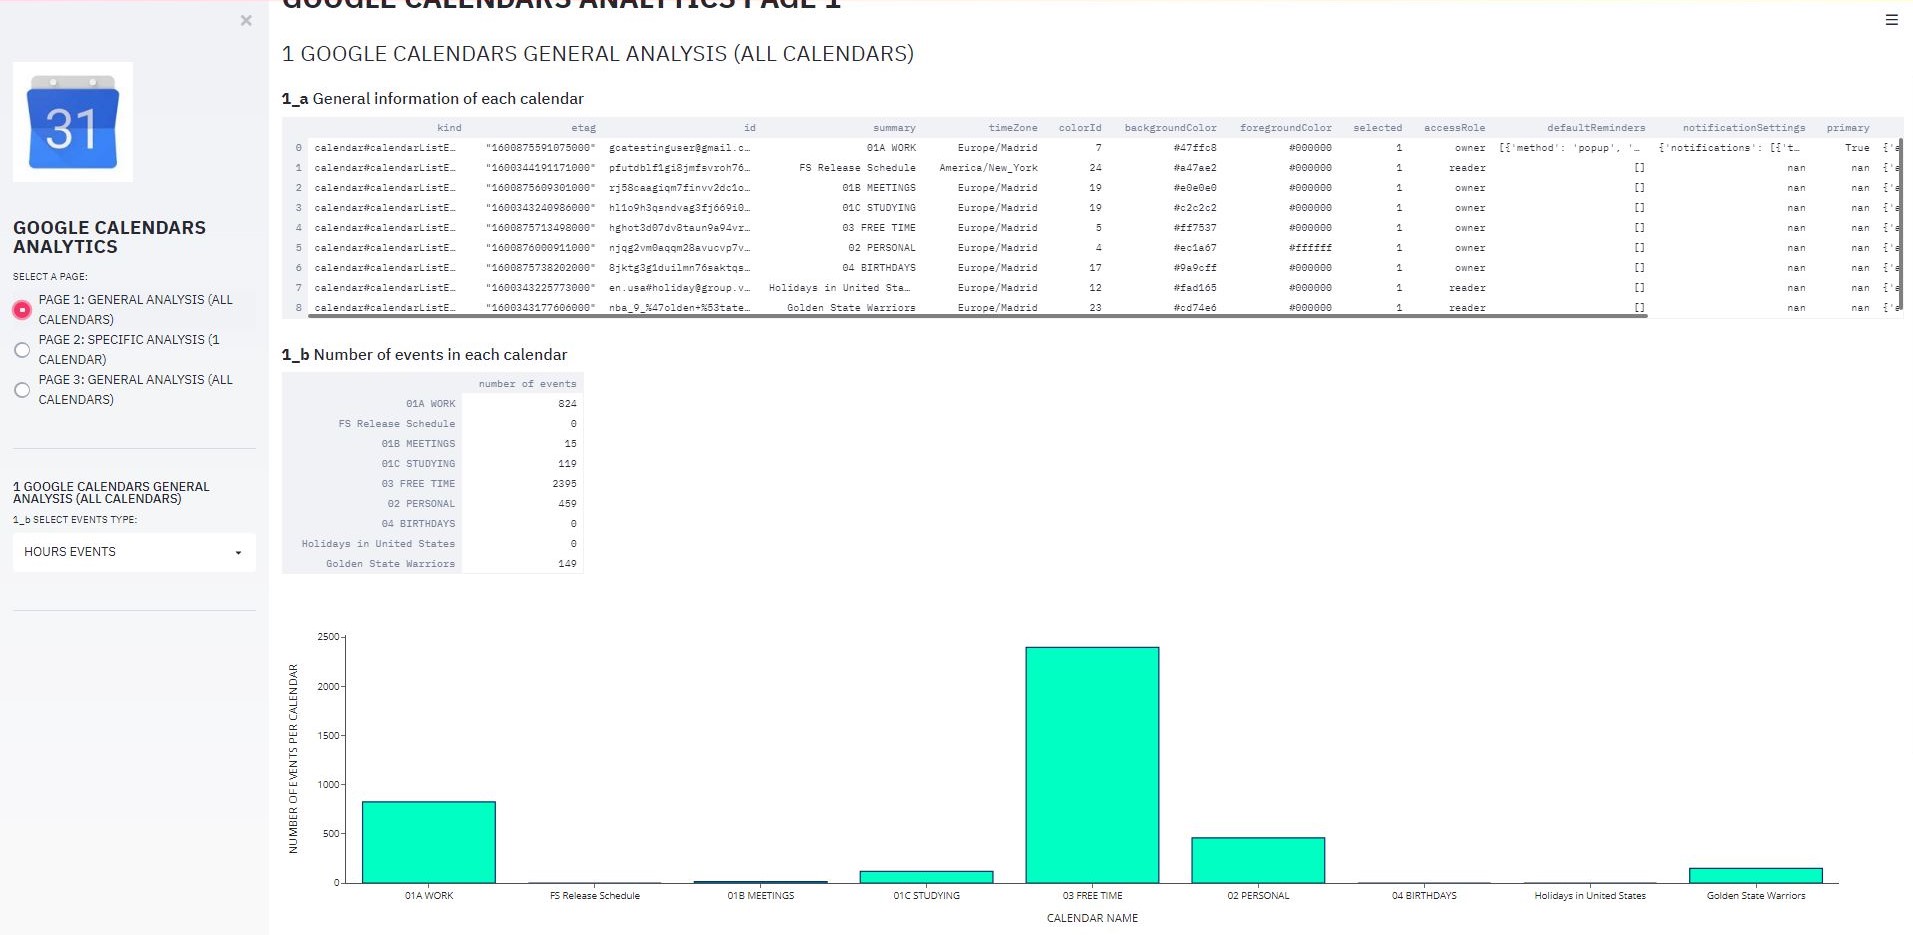 ×
31
GOOGLE CALENDARS
ANALYTICS
SELECT A PAGE:
PAGE 1: GENERAL ANALYSIS (ALL
CALENDARS)
PAGE 2: SPECIFIC ANALYSIS (1
CALENDAR)
PAGE 3: GENERAL ANALYSIS (ALL
CALENDARS)
1 GOOGLE CALENDARS GENERAL
ANALYSIS (ALL CALENDARS)
1_b SELECT EVENTS TYPE:
HOURS EVENTS
GOOGLE CALENDARS ANALYTICS PAGE 1
1 GOOGLE CALENDARS GENERAL ANALYSIS (ALL CALENDARS)
1_a General information of each calendar
kind etag id summary timeZone colorId backgroundColor foregroundColor selected accessRole defaultReminders notificationSettings primary
0 calendar#calendarListE… "1600875591075000" gcatestinguser@gmail.c… 01A WORK Europe/Madrid 7 #47ffc8 #000000 1 owner [{'method': 'popup', '… {'notifications': [{'t… True {'a
1 calendar#calendarListE… "1600344191171000" pfutdblf1gi8jmfsvroh76… FS Release Schedule America/New_York 24 #a47ae2 #000000 1 reader [] nan nan {'a
2 calendar#calendarListE… "1600875609301000" rj58caagiqm7finvv2dc1o… 01B MEETINGS Europe/Madrid 19 #e0e0e0 #000000 1 owner [] nan nan {'a
3 calendar#calendarListE… "1600343240986000" hl1o9h3qsndvag3fj669i0… 01C STUDYING Europe/Madrid 19 #c2c2c2 #000000 1 owner [] nan nan {'a
4 calendar#calendarListE… "1600875713498000" hghot3d07dv8taun9a94vr… 03 FREE TIME Europe/Madrid 5 #ff7537 #000000 1 owner [] nan nan {'a
5 calendar#calendarListE… "1600876000911000" njqg2vm0aqqm28avucvp7v… 02 PERSONAL Europe/Madrid 4 #ec1a67 #ffffff 1 owner [] nan nan {'a
6 calendar#calendarListE… "1600875738202000" 8jktg3g1duilmn76saktqs… 04 BIRTHDAYS Europe/Madrid 17 #9a9cff #000000 1 owner [] nan nan {'a
7 calendar#calendarListE… "1600343225773000" en.usa#holiday@group.v… Holidays in United Sta… Europe/Madrid 12 #fad165 #000000 1 reader [] nan nan {'a
8 calendar#calendarListE… "1600343177606000" nba_9_%47olden+%53tate… Golden State Warriors Europe/Madrid 23 #cd74e6 #000000 1 reader [] nan nan {'a
1_b Number of events in each calendar
number of events
01A WORK 824
FS Release Schedule 0
01B MEETINGS 15
01C STUDYING 119
03 FREE TIME 2395
02 PERSONAL 459
04 BIRTHDAYS 0
Holidays in United States 0
Golden State Warriors 149
NUMBER OF EVENTS PER CALENDAR
2500
2000
1500
1000
500
0
01A WORK FS Release Schedule 01B MEETINGS 01C STUDYING 03 FREE TIME 02 PERSONAL 04 BIRTHDAYS Holidays in United States Golden State Warriors
CALENDAR NAME